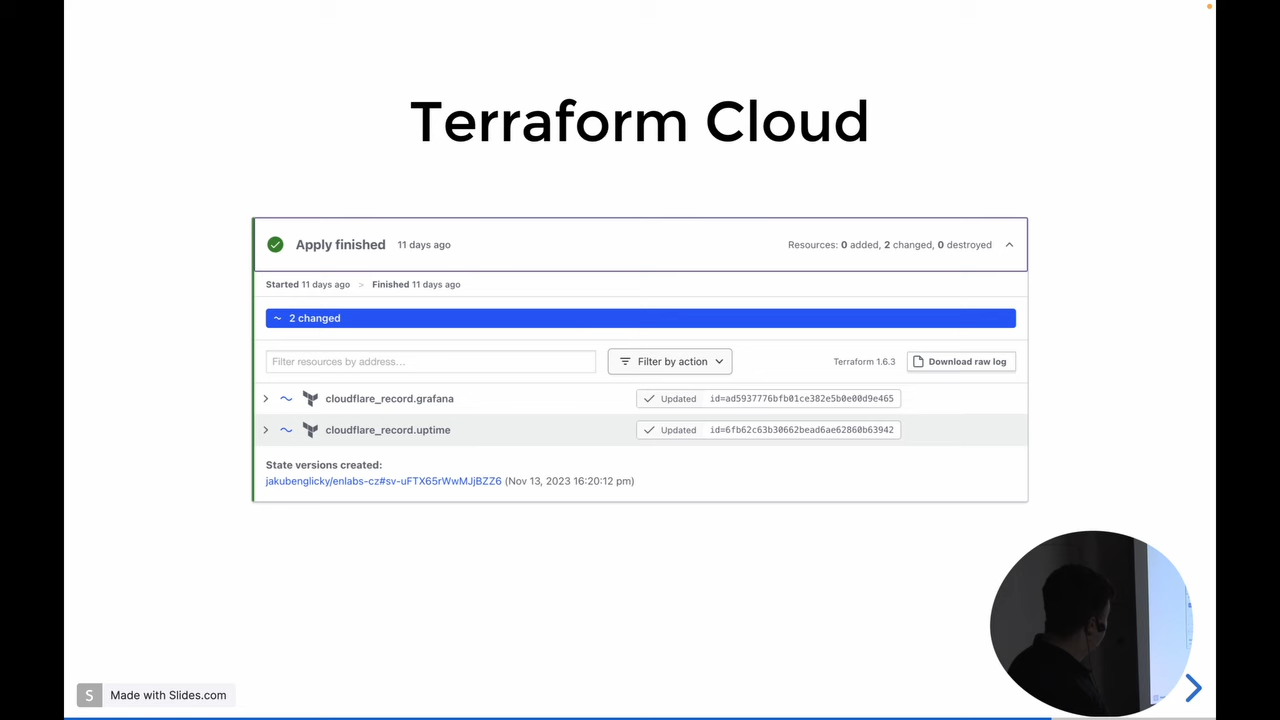 Terraform Cloud
Apply finished 11 days ago Resources: 0 added, 2 changed, 0 destroyed
Started 11 days ago > Finished 11 days ago
~ 2 changed
Filter resources by address... Filter by action Terraform 1.6.3 Download raw log
cloudflare_record.grafana Updated id=ad5937776bfb01ce382e5b0e00d9e465
cloudflare_record.uptime Updated id=6fb62c63b30662bead6ae62860b63942
State versions created:
jakubenglicky/enlabs-cz#sv-uFTX65rWwMJjBZZ6 (Nov 13, 2023 16:20:12 pm)
S Made with Slides.com